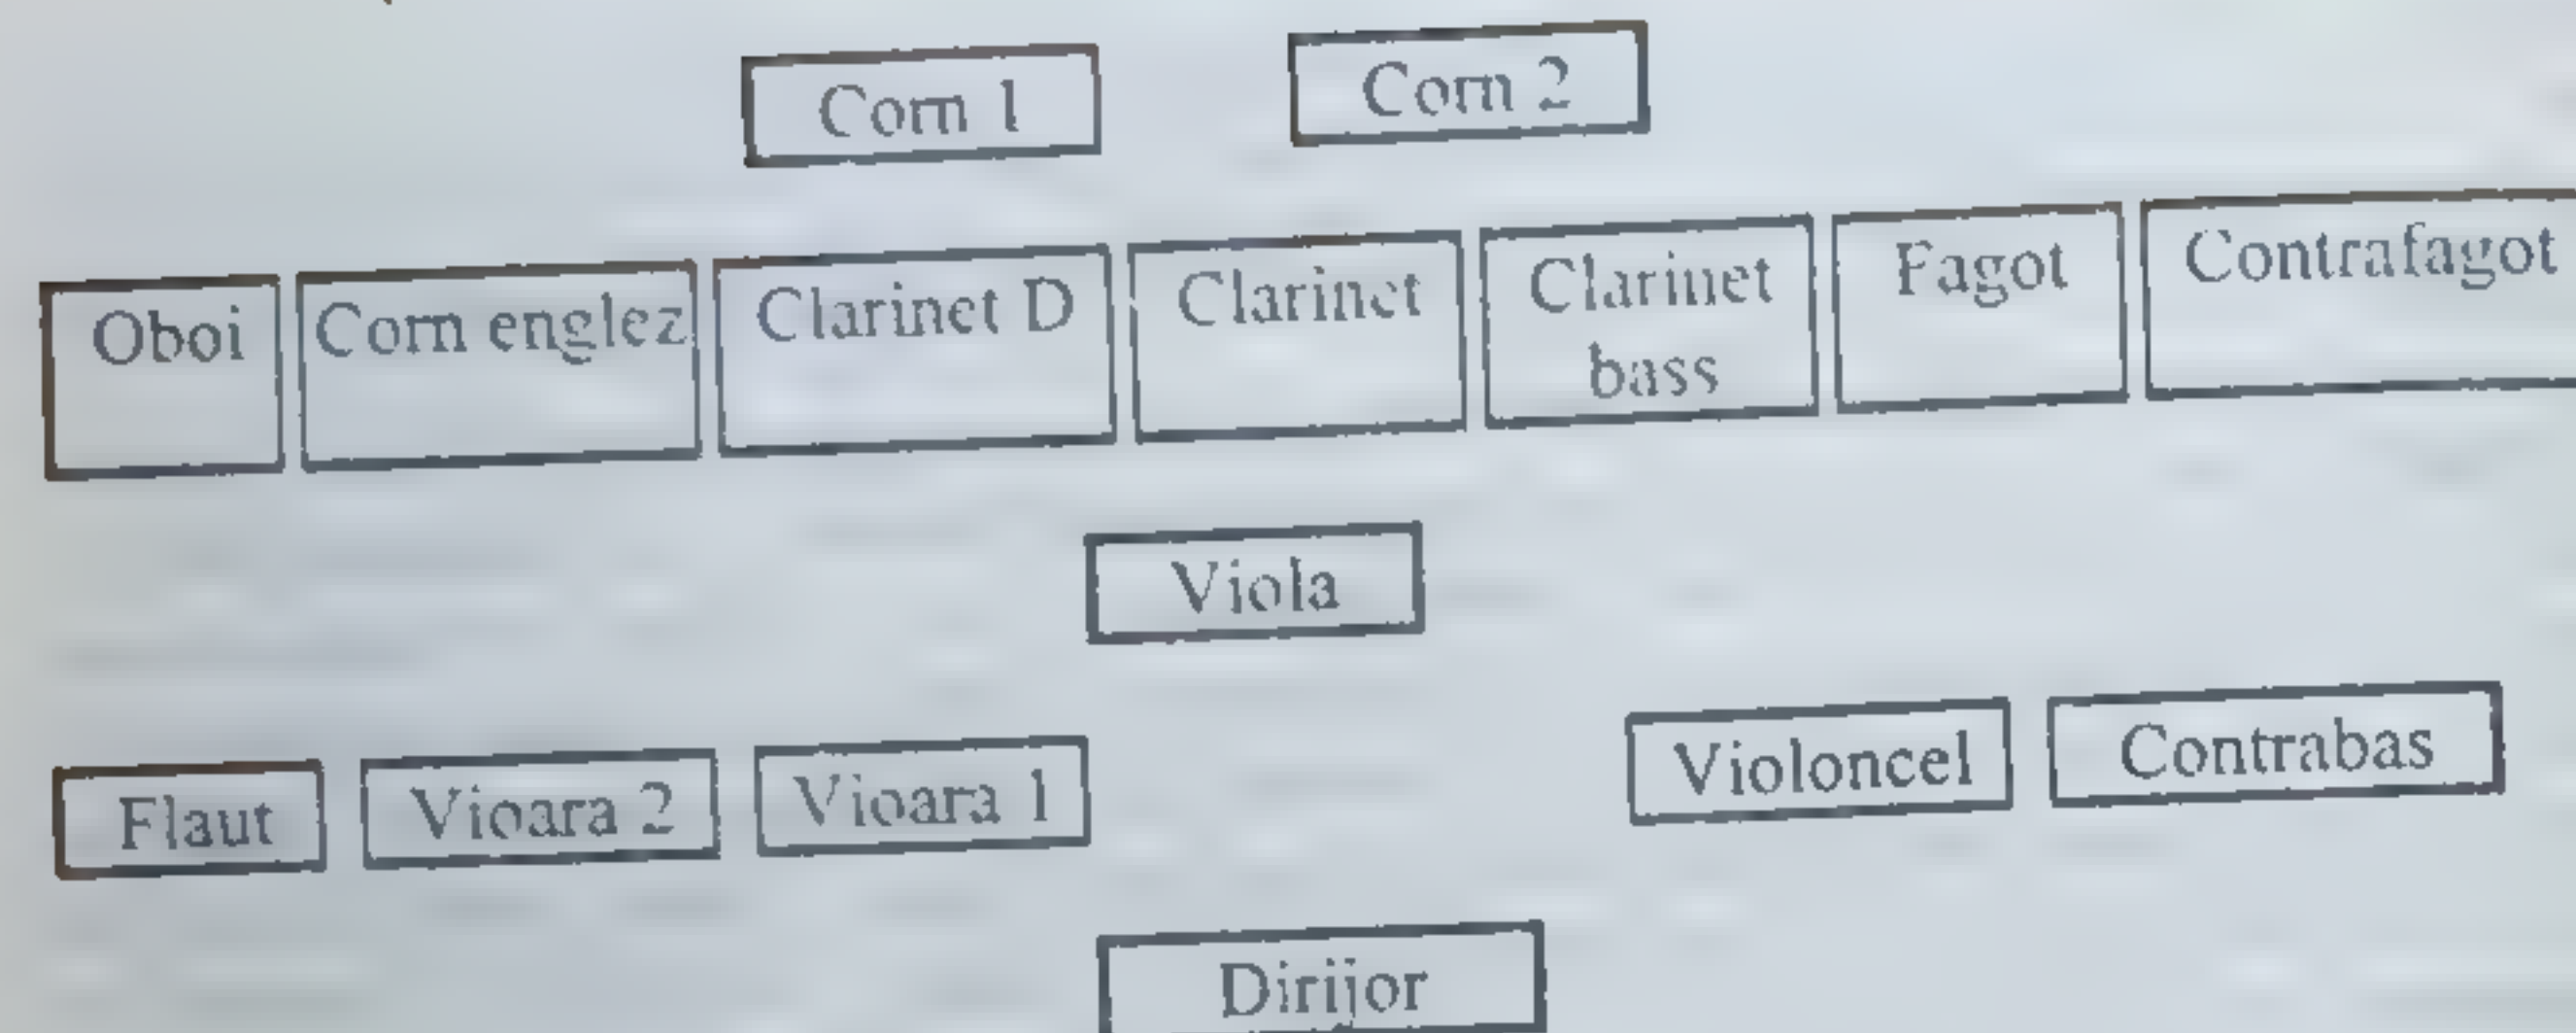 Corn 1 Corn 2
Oboi Corn englez Clarinet D Clarinet Clarinet bass Fagot Contrafagot
Viola
Flaut Vioara 2 Vioara 1 Violoncel Contrabas
Dirijor